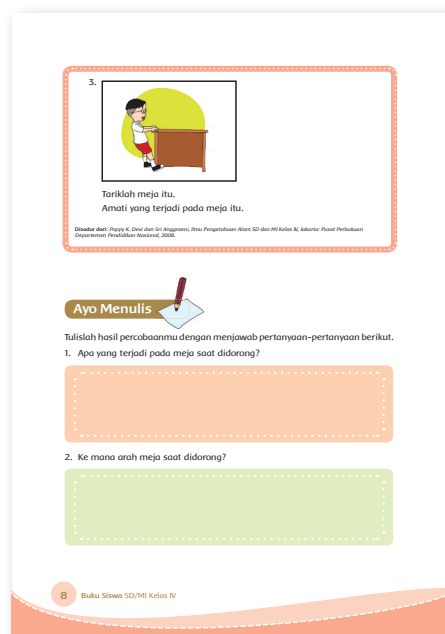 3.
Tariklah meja itu.
Amati yang terjadi pada meja itu.
Disadur dari: Poppy K. Devi dan Sri Anggraeni, Ilmu Pengetahuan Alam SD dan MI Kelas IV, Jakarta: Pusat Perbukuan
Departemen Pendidikan Nasional, 2008.
Ayo Menulis
Tulislah hasil percobaanmu dengan menjawab pertanyaan-pertanyaan berikut.
1. Apa yang terjadi pada meja saat didorong?
2. Ke mana arah meja saat didorong?
8 Buku Siswa SD/MI Kelas IV